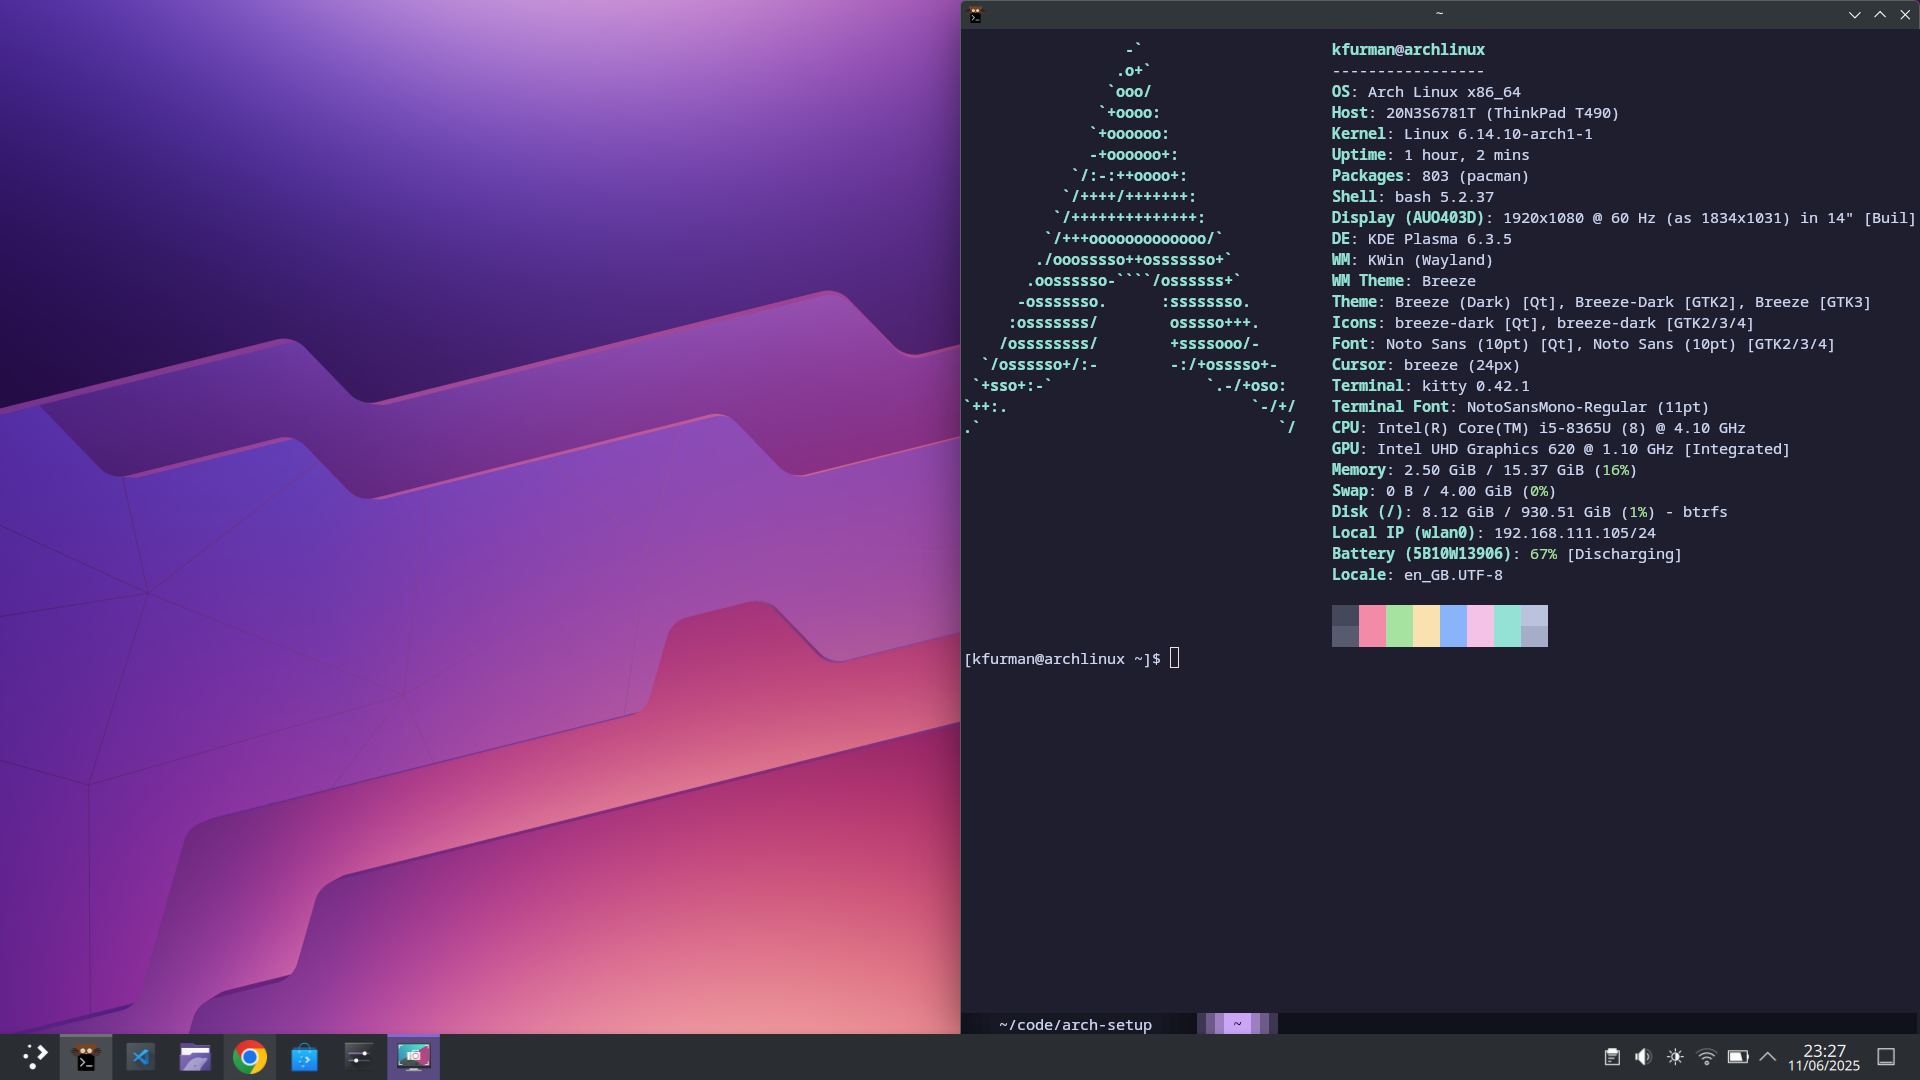 ~
-`
.o+`
`ooo/
`+oooo:
`+oooooo:
-+oooooo+:
`/:-:++oooo+:
`/++++/+++++++:
`/++++++++++++++:
`/+++ooooooooooooo/`
./ooosssso++osssssso+`
.oossssso-````/ossssss+`
-osssssso.      :ssssssso.
:osssssss/        osssso+++.
/ossssssss/        +ssssooo/-
`/ossssso+/:-        -:/+osssso+-
`+sso+:-`                 `.-/+oso:
`++:.                           `-/+/
.`                                 `/
kfurman@archlinux
-----------------
OS: Arch Linux x86_64
Host: 20N3S6781T (ThinkPad T490)
Kernel: Linux 6.14.10-arch1-1
Uptime: 1 hour, 2 mins
Packages: 803 (pacman)
Shell: bash 5.2.37
Display (AUO403D): 1920x1080 @ 60 Hz (as 1834x1031) in 14" [Buil]
DE: KDE Plasma 6.3.5
WM: KWin (Wayland)
WM Theme: Breeze
Theme: Breeze (Dark) [Qt], Breeze-Dark [GTK2], Breeze [GTK3]
Icons: breeze-dark [Qt], breeze-dark [GTK2/3/4]
Font: Noto Sans (10pt) [Qt], Noto Sans (10pt) [GTK2/3/4]
Cursor: breeze (24px)
Terminal: kitty 0.42.1
Terminal Font: NotoSansMono-Regular (11pt)
CPU: Intel(R) Core(TM) i5-8365U (8) @ 4.10 GHz
GPU: Intel UHD Graphics 620 @ 1.10 GHz [Integrated]
Memory: 2.50 GiB / 15.37 GiB (16%)
Swap: 0 B / 4.00 GiB (0%)
Disk (/): 8.12 GiB / 930.51 GiB (1%) - btrfs
Local IP (wlan0): 192.168.111.105/24
Battery (5B10W13906): 67% [Discharging]
Locale: en_GB.UTF-8
[kfurman@archlinux ~]$
~/code/arch-setup ~
23:27
11/06/2025